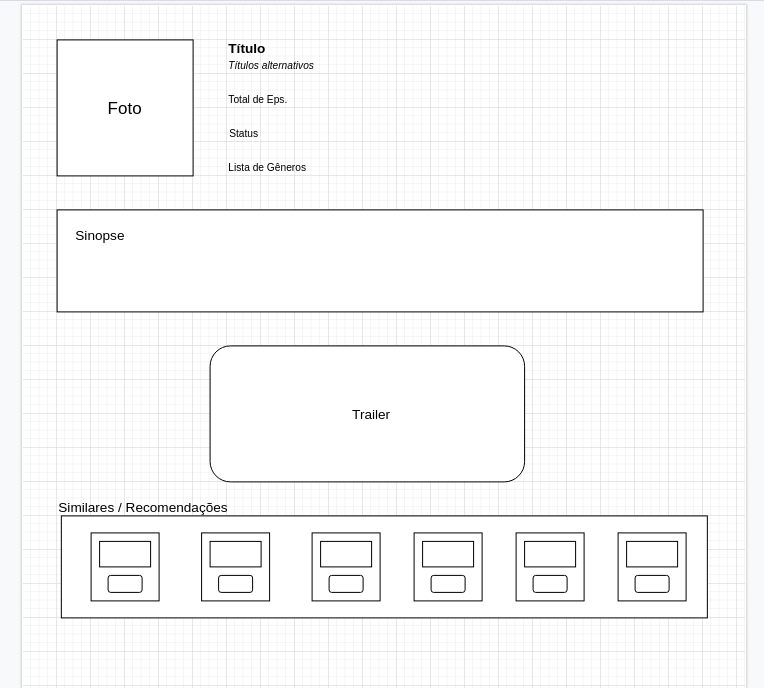 Foto
Título
Títulos alternativos
Total de Eps.
Status
Lista de Gêneros
Sinopse
Trailer
Similares / Recomendações